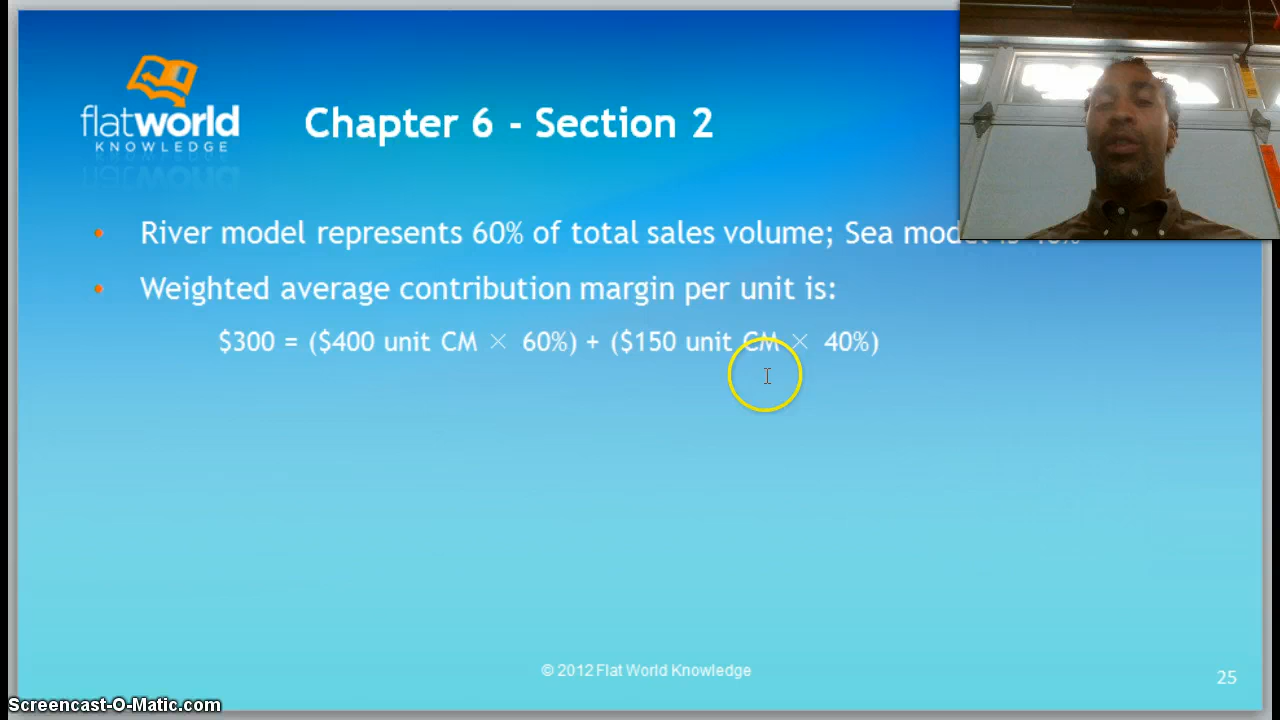 flatworld
KNOWLEDGE
Chapter 6 - Section 2
• River model represents 60% of total sales volume; Sea model is 40%
• Weighted average contribution margin per unit is:
$300 = ($400 unit CM × 60%) + ($150 unit CM × 40%)
© 2012 Flat World Knowledge
25
Screencast-O-Matic.com